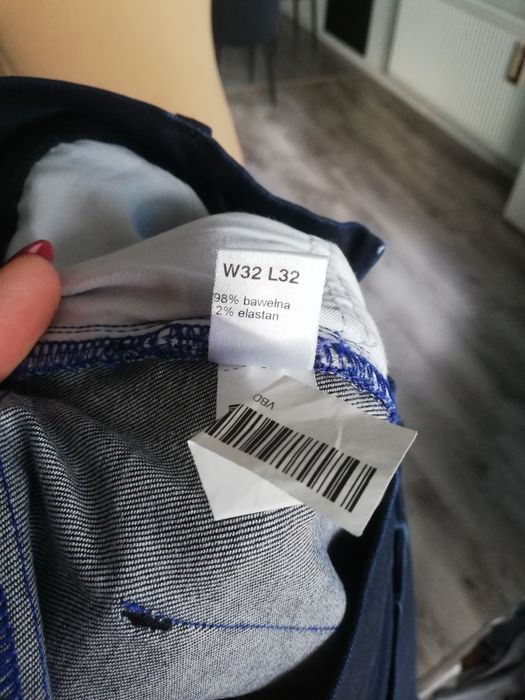 W32 L32
98% bawełna
2% elastan
VBD